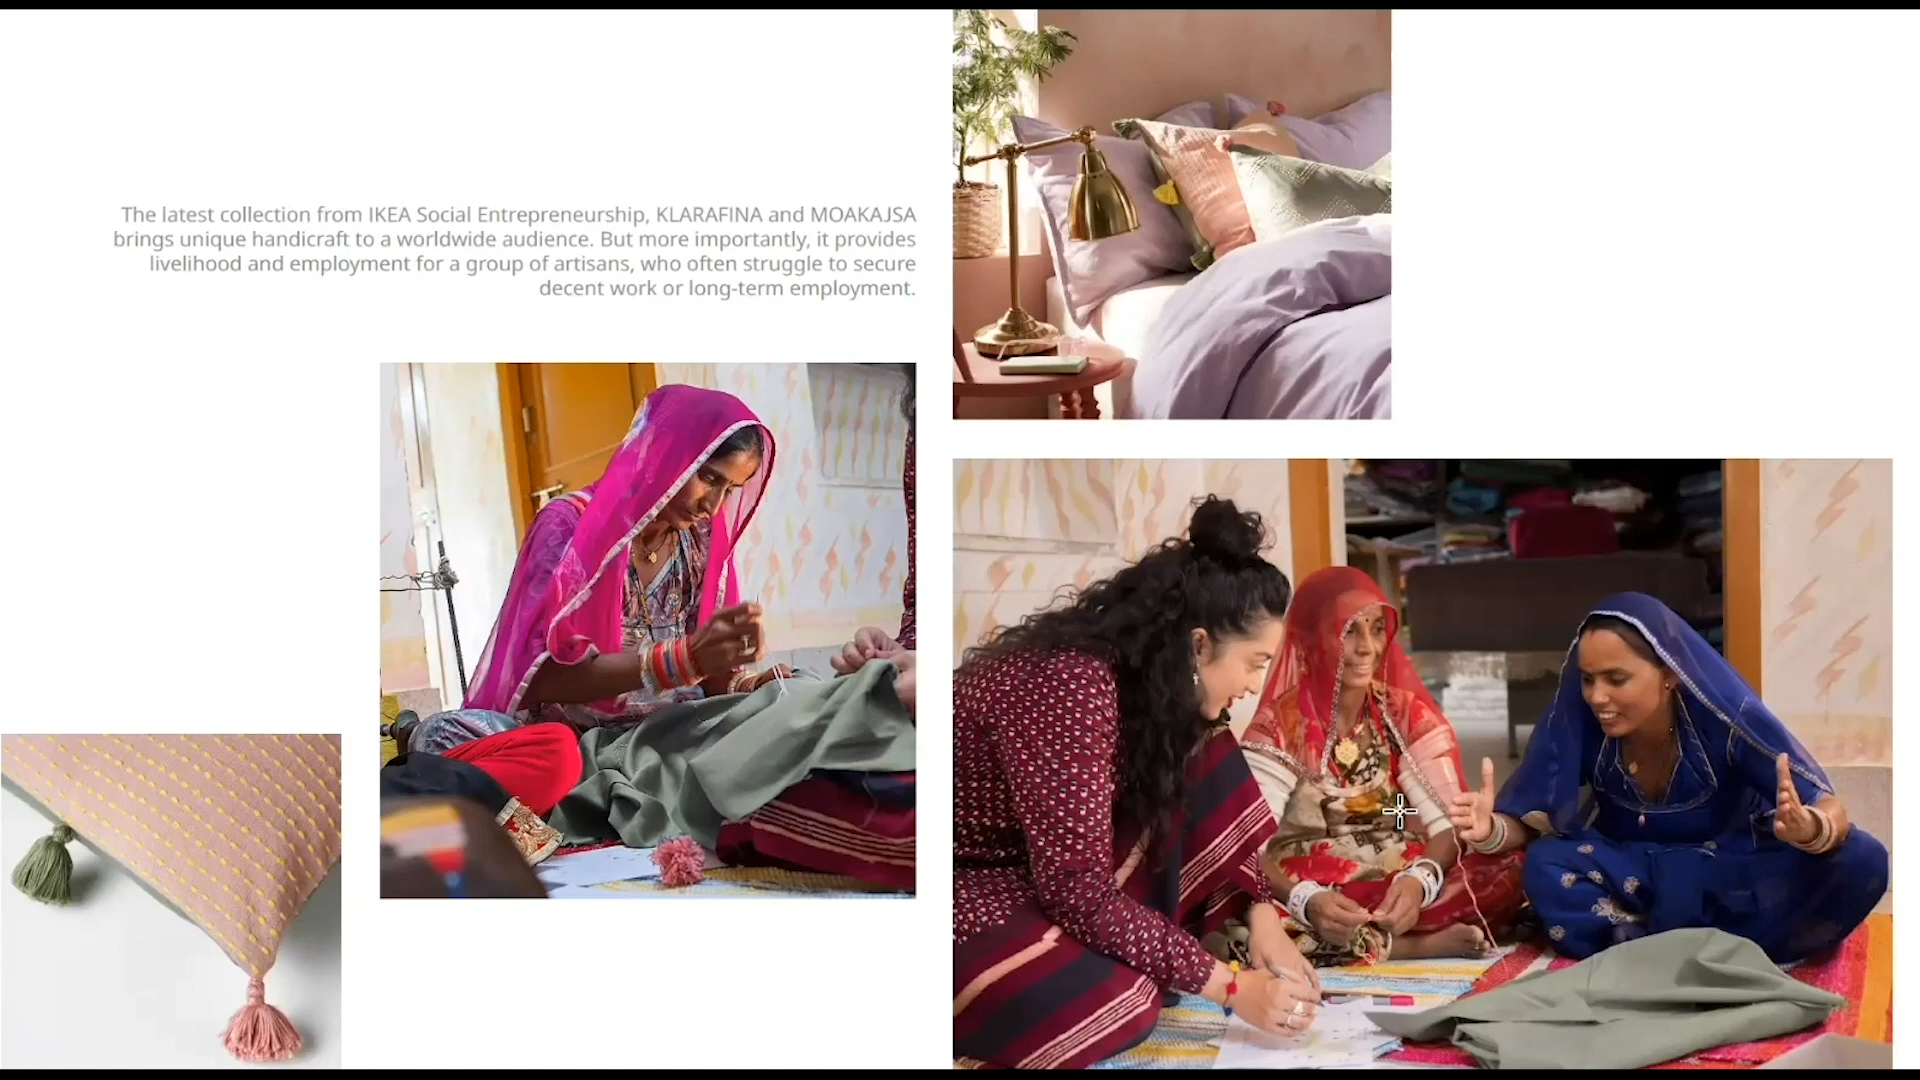 The latest collection from IKEA Social Entrepreneurship, KLARAFINA and MOAKAJSA
brings unique handicraft to a worldwide audience. But more importantly, it provides
livelihood and employment for a group of artisans, who often struggle to secure
decent work or long-term employment.